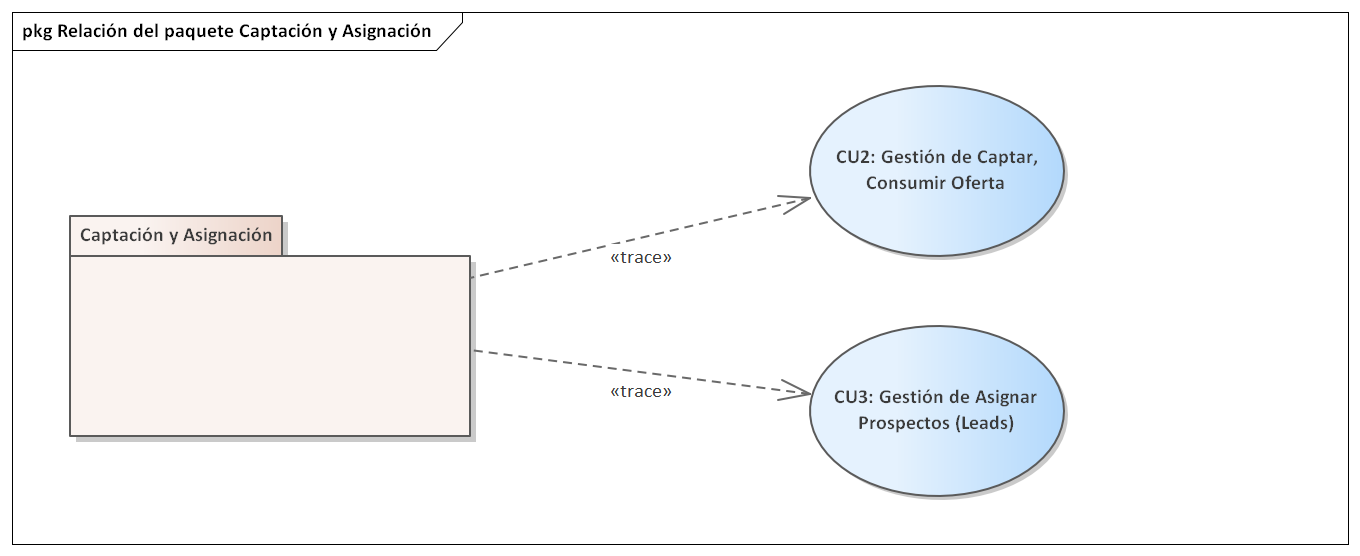 pkg Relación del paquete Captación y Asignación
CU2: Gestión de Captar,
Consumir Oferta
Captación y Asignación
«trace»
«trace»
CU3: Gestión de Asignar
Prospectos (Leads)